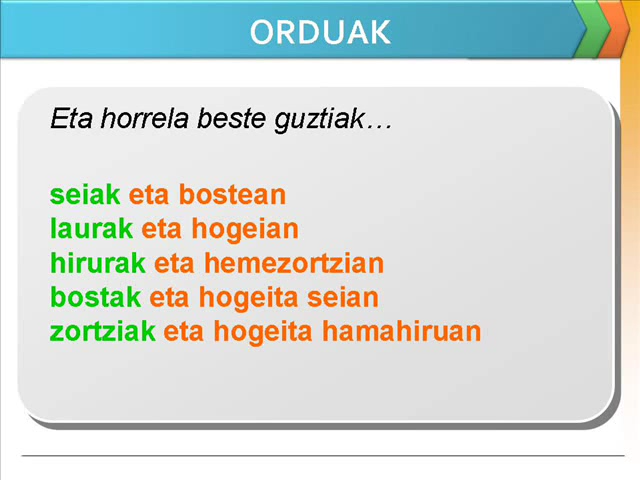 ORDUAK
Eta horrela beste guztiak…
seiak eta bostean
laurak eta hogeian
hirurak eta hemezortzian
bostak eta hogeita seian
zortziak eta hogeita hamahiruan